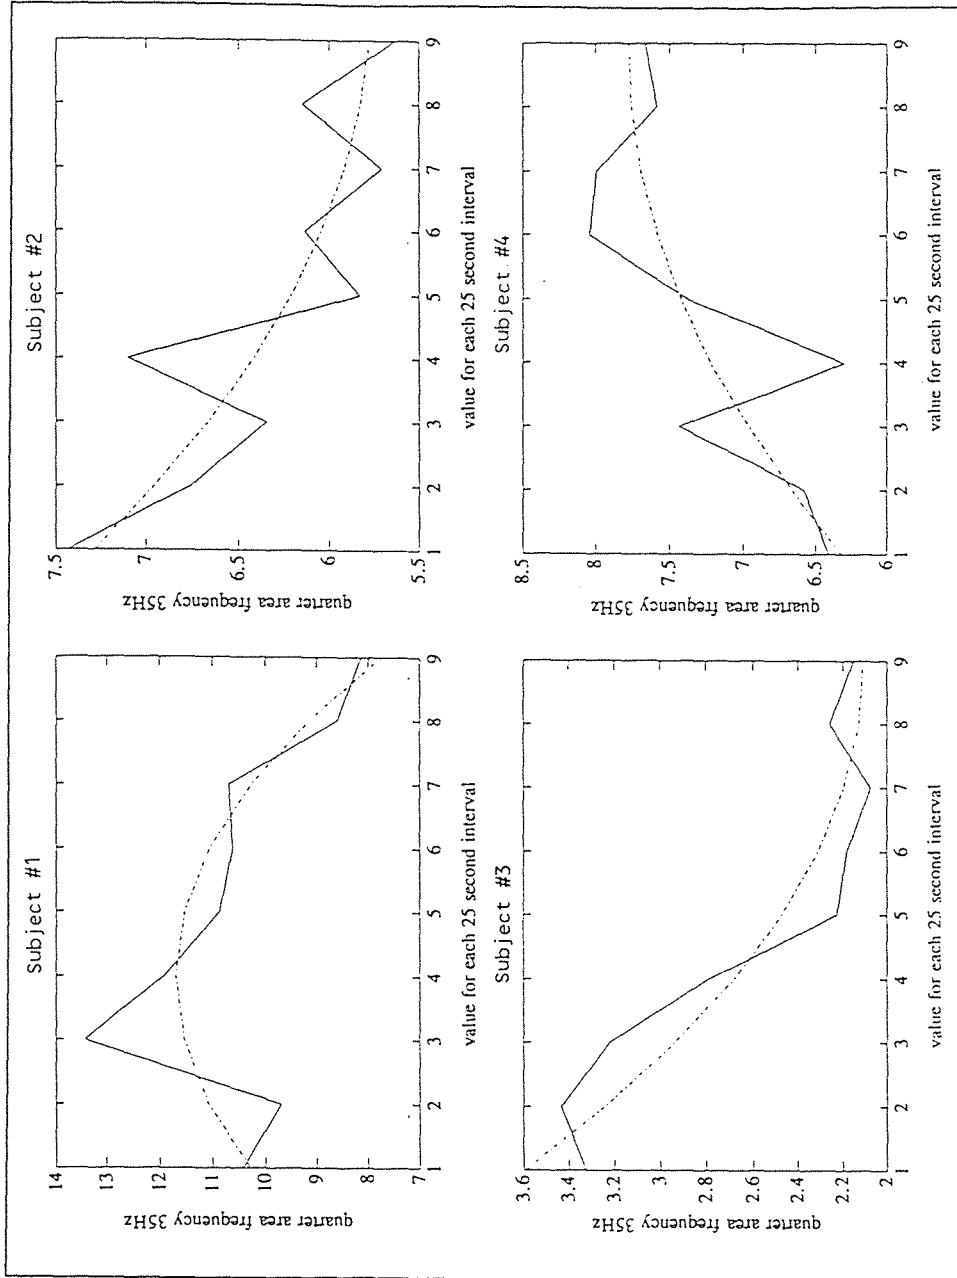 Subject #1
quarter area frequency 35Hz
14
13
12
11
10
9
8
7
1 2 3 4 5 6 7 8 9
value for each 25 second interval
Subject #2
quarter area frequency 35Hz
7.5
7
6.5
6
5.5
1 2 3 4 5 6 7 8 9
value for each 25 second interval
Subject #3
quarter area frequency 35Hz
3.6
3.4
3.2
3
2.8
2.6
2.4
2.2
2
1 2 3 4 5 6 7 8 9
value for each 25 second interval
Subject #4
quarter area frequency 35Hz
8.5
8
7.5
7
6.5
6
1 2 3 4 5 6 7 8 9
value for each 25 second interval